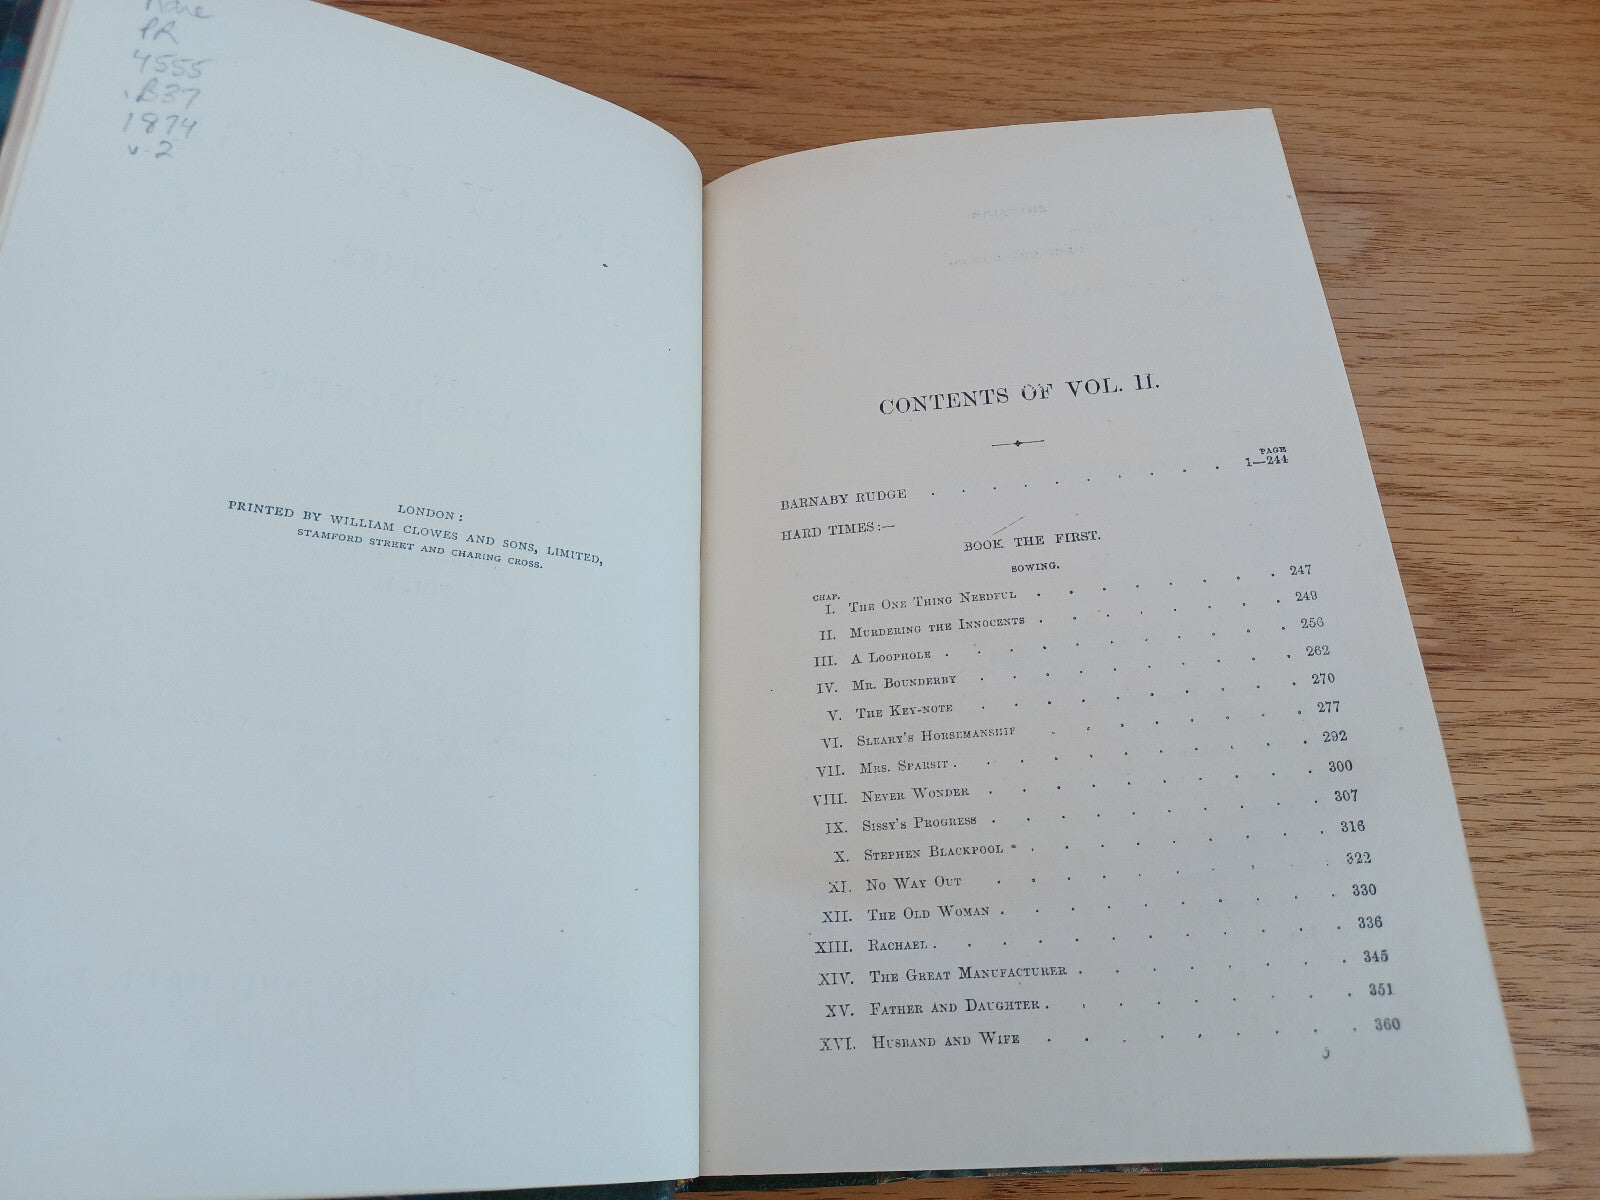 Rare
PR
4555
.B37
1874
v.2
LONDON:
PRINTED BY WILLIAM CLOWES AND SONS, LIMITED,
STAMFORD STREET AND CHARING CROSS.
CONTENTS OF VOL. II.
PAGE
BARNABY RUDGE . . . . . . . . . 1—244
HARD TIMES:—
BOOK THE FIRST.
SOWING.
CHAP.
I. THE ONE THING NEEDFUL . . . . . . . . 247
II. MURDERING THE INNOCENTS . . . . . . . . 249
III. A LOOPHOLE . . . . . . . . . . . 256
IV. MR. BOUNDERBY . . . . . . . . . . 262
V. THE KEY-NOTE . . . . . . . . . . 270
VI. SLEARY'S HORSEMANSHIP . . . . . . . . 277
VII. MRS. SPARSIT . . . . . . . . . . . 292
VIII. NEVER WONDER . . . . . . . . . . 300
IX. SISSY'S PROGRESS . . . . . . . . . . 307
X. STEPHEN BLACKPOOL . . . . . . . . . 316
XI. NO WAY OUT . . . . . . . . . . 322
XII. THE OLD WOMAN . . . . . . . . . . 330
XIII. RACHAEL . . . . . . . . . . . . 336
XIV. THE GREAT MANUFACTURER . . . . . . . . 345
XV. FATHER AND DAUGHTER . . . . . . . . . 351
XVI. HUSBAND AND WIFE . . . . . . . . . 360